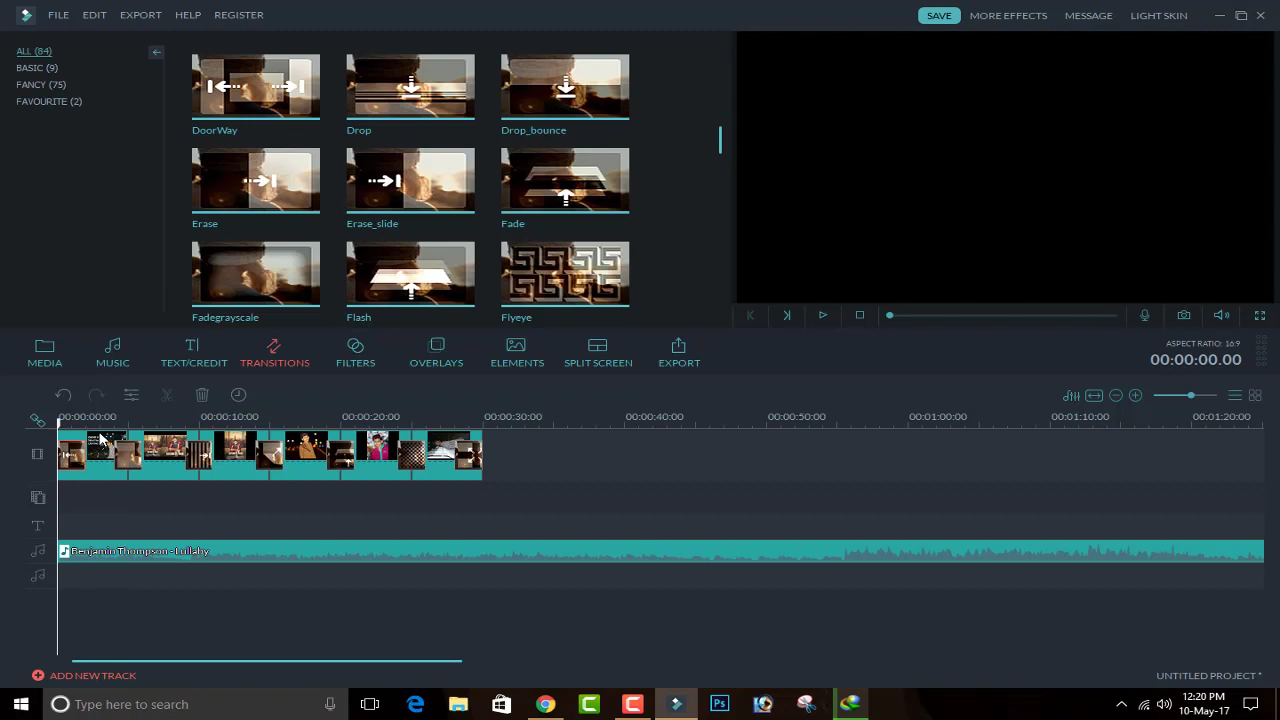 FILE EDIT EXPORT HELP REGISTER
SAVE MORE EFFECTS MESSAGE LIGHT SKIN
ALL (84)
BASIC (9)
FANCY (75)
FAVOURITE (2)
DoorWay Drop Drop_bounce
Erase Erase_slide Fade
Fadegrayscale Flash Flyeye
MEDIA MUSIC TEXT/CREDIT TRANSITIONS FILTERS OVERLAYS ELEMENTS SPLIT SCREEN EXPORT
ASPECT RATIO: 16:9
00:00:00.00
00:00:00:00 00:00:10:00 00:00:20:00 00:00:30:00 00:00:40:00 00:00:50:00 00:01:00:00 00:01:10:00 00:01:20:00
T
Benjamin Thompson - Lullaby
ADD NEW TRACK
UNTITLED PROJECT *
Type here to search
Ps
12:20 PM
10-May-17